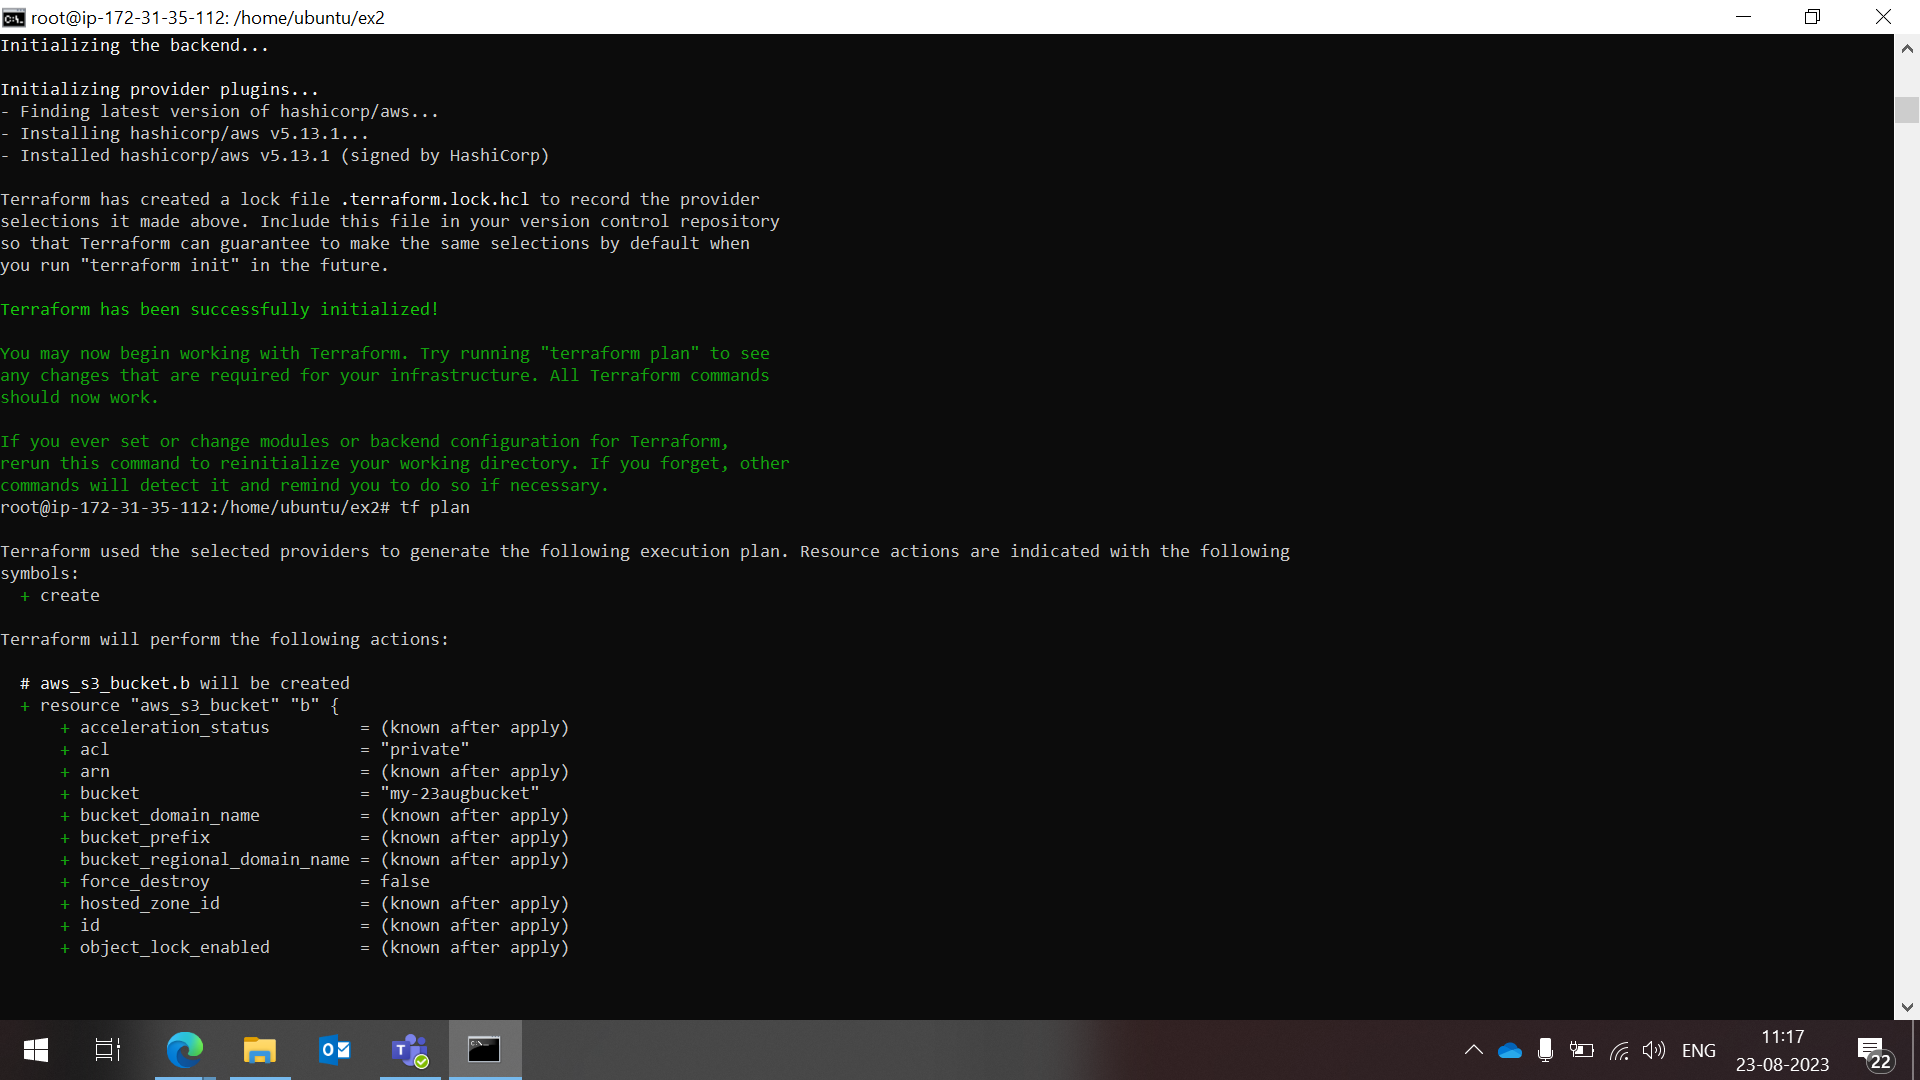 root@ip-172-31-35-112: /home/ubuntu/ex2
Initializing the backend...
Initializing provider plugins...
- Finding latest version of hashicorp/aws...
- Installing hashicorp/aws v5.13.1...
- Installed hashicorp/aws v5.13.1 (signed by HashiCorp)
Terraform has created a lock file .terraform.lock.hcl to record the provider
selections it made above. Include this file in your version control repository
so that Terraform can guarantee to make the same selections by default when
you run "terraform init" in the future.
Terraform has been successfully initialized!
You may now begin working with Terraform. Try running "terraform plan" to see
any changes that are required for your infrastructure. All Terraform commands
should now work.
If you ever set or change modules or backend configuration for Terraform,
rerun this command to reinitialize your working directory. If you forget, other
commands will detect it and remind you to do so if necessary.
root@ip-172-31-35-112:/home/ubuntu/ex2# tf plan
Terraform used the selected providers to generate the following execution plan. Resource actions are indicated with the following
symbols:
  + create
Terraform will perform the following actions:
  # aws_s3_bucket.b will be created
  + resource "aws_s3_bucket" "b" {
      + acceleration_status         = (known after apply)
      + acl                         = "private"
      + arn                         = (known after apply)
      + bucket                      = "my-23augbucket"
      + bucket_domain_name          = (known after apply)
      + bucket_prefix               = (known after apply)
      + bucket_regional_domain_name = (known after apply)
      + force_destroy               = false
      + hosted_zone_id              = (known after apply)
      + id                          = (known after apply)
      + object_lock_enabled         = (known after apply)
ENG
11:17
23-08-2023
22